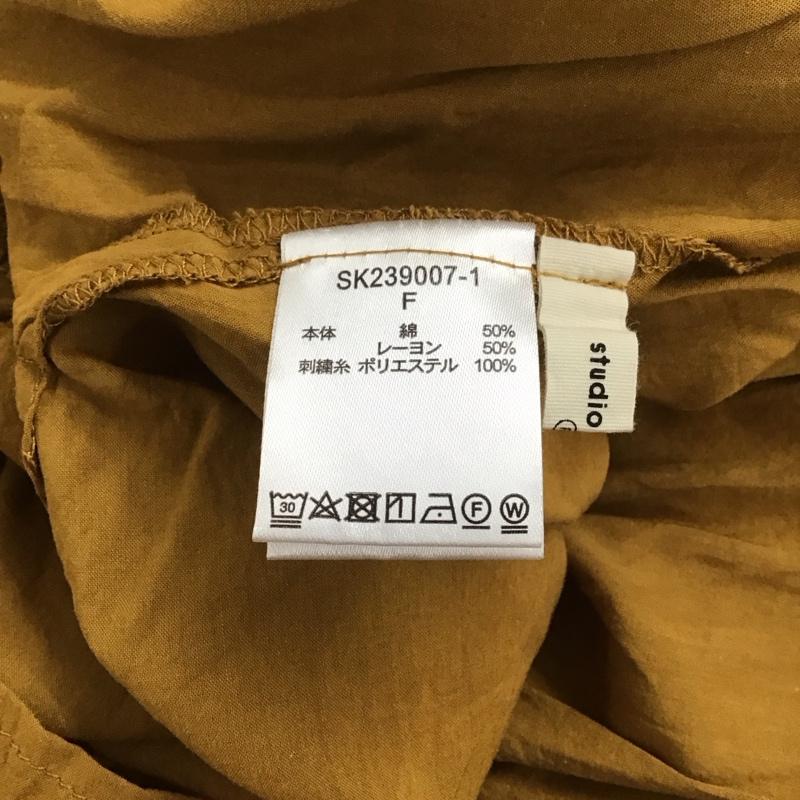 SK239007-1
F
本体 綿 50%
レーヨン 50%
刺繍糸 ポリエステル 100%
30
F
W
studio